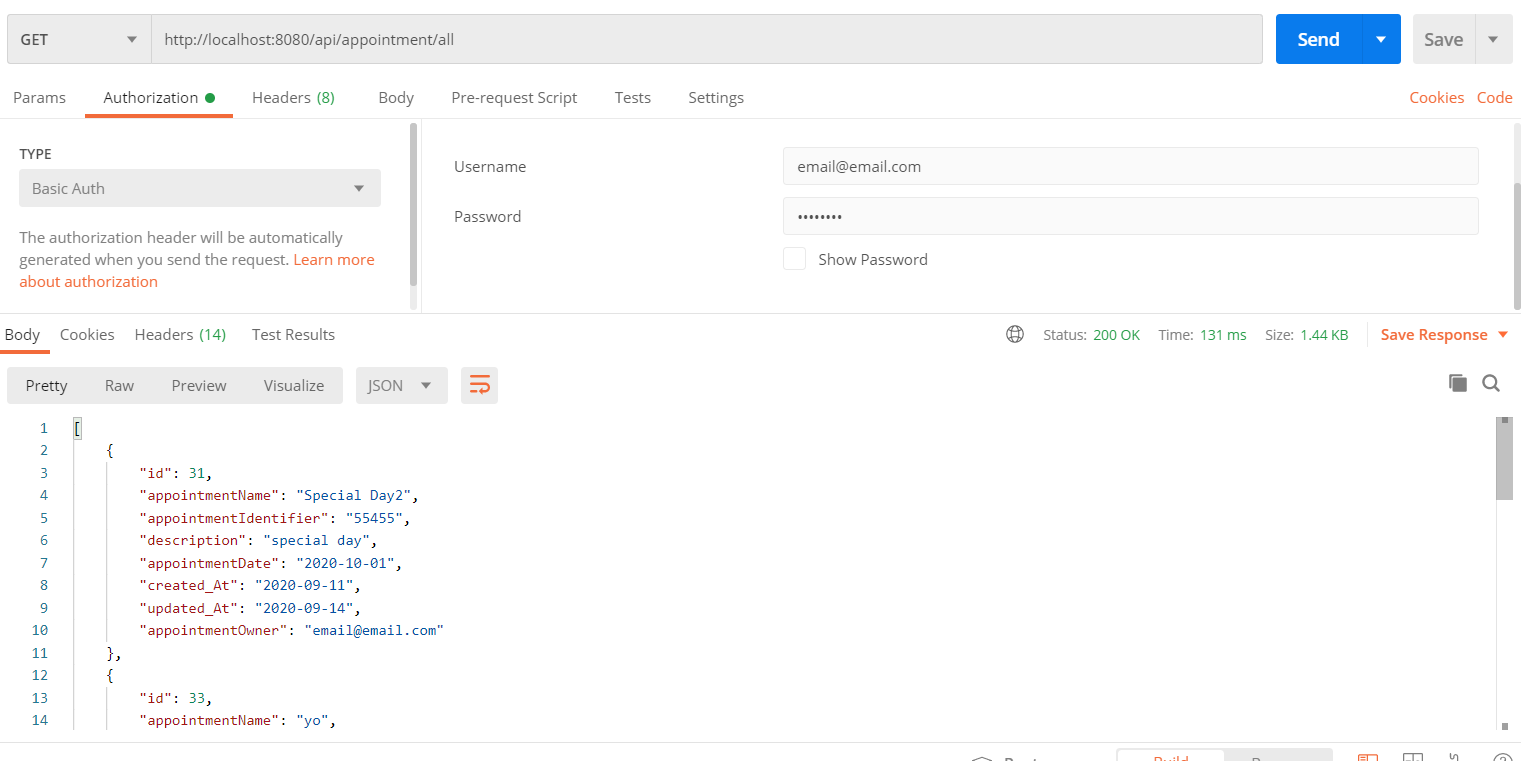 GET http://localhost:8080/api/appointment/all Send Save
Params Authorization Headers (8) Body Pre-request Script Tests Settings Cookies Code
TYPE
Basic Auth
The authorization header will be automatically
generated when you send the request. Learn more
about authorization
Username email@email.com
Password ••••••••
Show Password
Body Cookies Headers (14) Test Results Status: 200 OK Time: 131 ms Size: 1.44 KB Save Response
Pretty Raw Preview Visualize JSON
1 [
2 {
3 "id": 31,
4 "appointmentName": "Special Day2",
5 "appointmentIdentifier": "55455",
6 "description": "special day",
7 "appointmentDate": "2020-10-01",
8 "created_At": "2020-09-11",
9 "updated_At": "2020-09-14",
10 "appointmentOwner": "email@email.com"
11 },
12 {
13 "id": 33,
14 "appointmentName": "yo",
Build